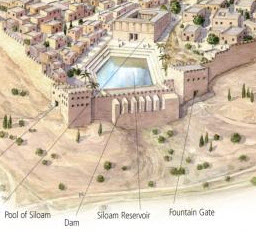 Pool of Siloam
Dam
Siloam Reservoir
Fountain Gate